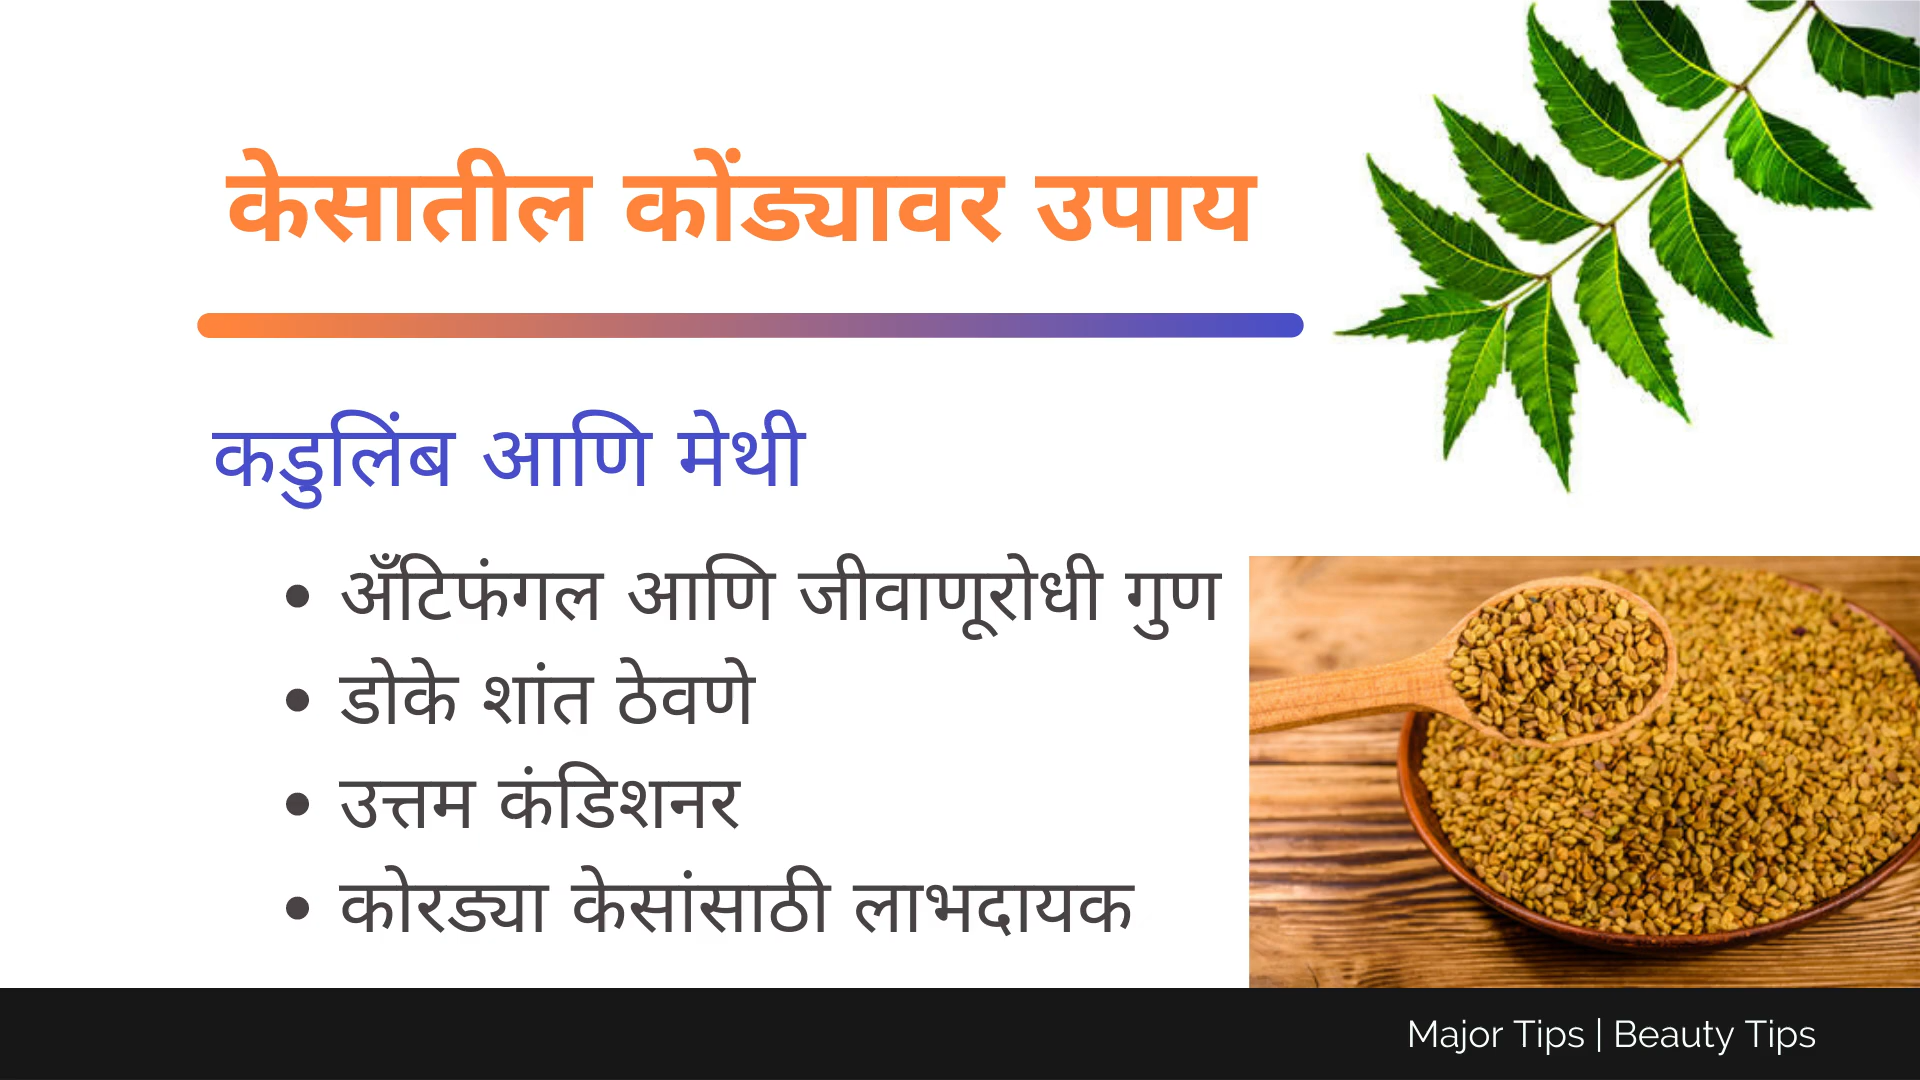 केसातील कोंड्यावर उपाय
कडुलिंब आणि मेथी
• अँटिफंगल आणि जीवाणूरोधी गुण
• डोके शांत ठेवणे
• उत्तम कंडिशनर
• कोरड्या केसांसाठी लाभदायक
Major Tips | Beauty Tips